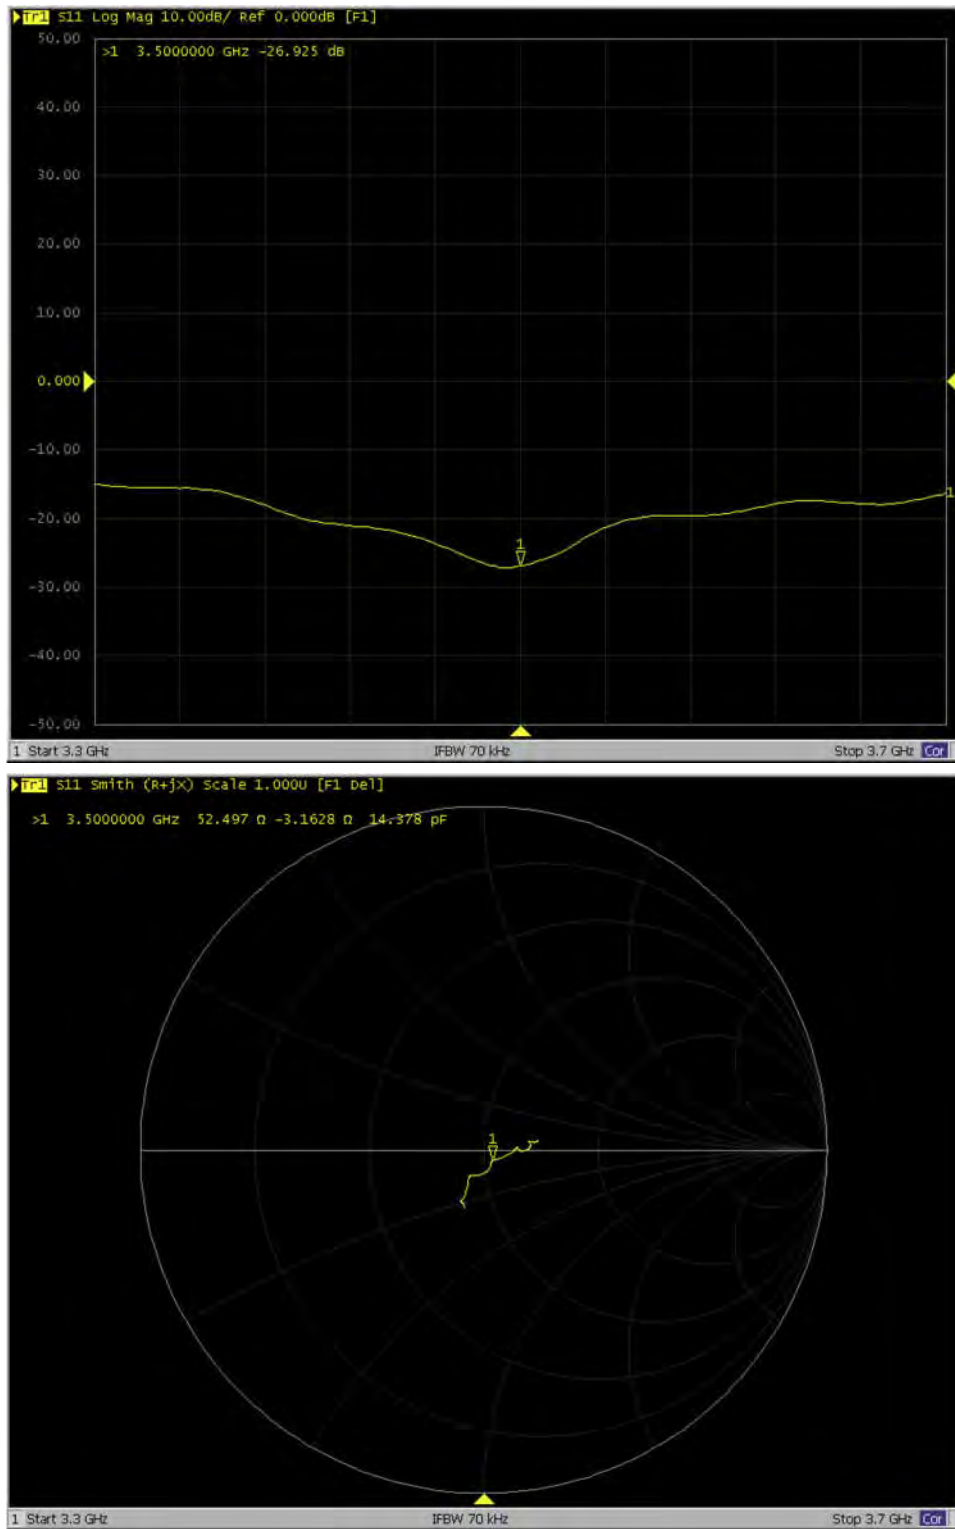 Tr1 S11 Log Mag 10.00dB/ Ref 0.000dB [F1]
50.00
>1 3.5000000 GHz -26.925 dB
40.00
30.00
20.00
10.00
0.000
-10.00
1
-20.00
1
-30.00
-40.00
-50.00
1 Start 3.3 GHz IFBW 70 kHz Stop 3.7 GHz Cor
Tr1 S11 Smith (R+jX) Scale 1.000U [F1 Del]
>1 3.5000000 GHz 52.497 Ω -3.1628 Ω 14.378 pF
1
1 Start 3.3 GHz IFBW 70 kHz Stop 3.7 GHz Cor